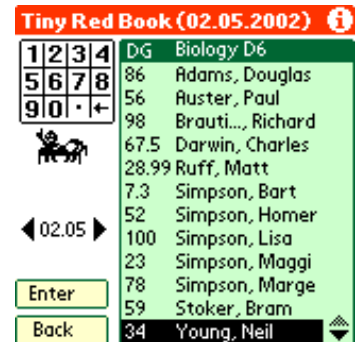 Tiny Red Book (02.05.2002) i
1 2 3 4
5 6 7 8
9 0 · ←
02.05
Enter
Back
DG Biology D6
86 Adams, Douglas
56 Auster, Paul
98 Brauti..., Richard
67.5 Darwin, Charles
28.99 Ruff, Matt
7.3 Simpson, Bart
52 Simpson, Homer
100 Simpson, Lisa
23 Simpson, Maggi
78 Simpson, Marge
59 Stoker, Bram
34 Young, Neil